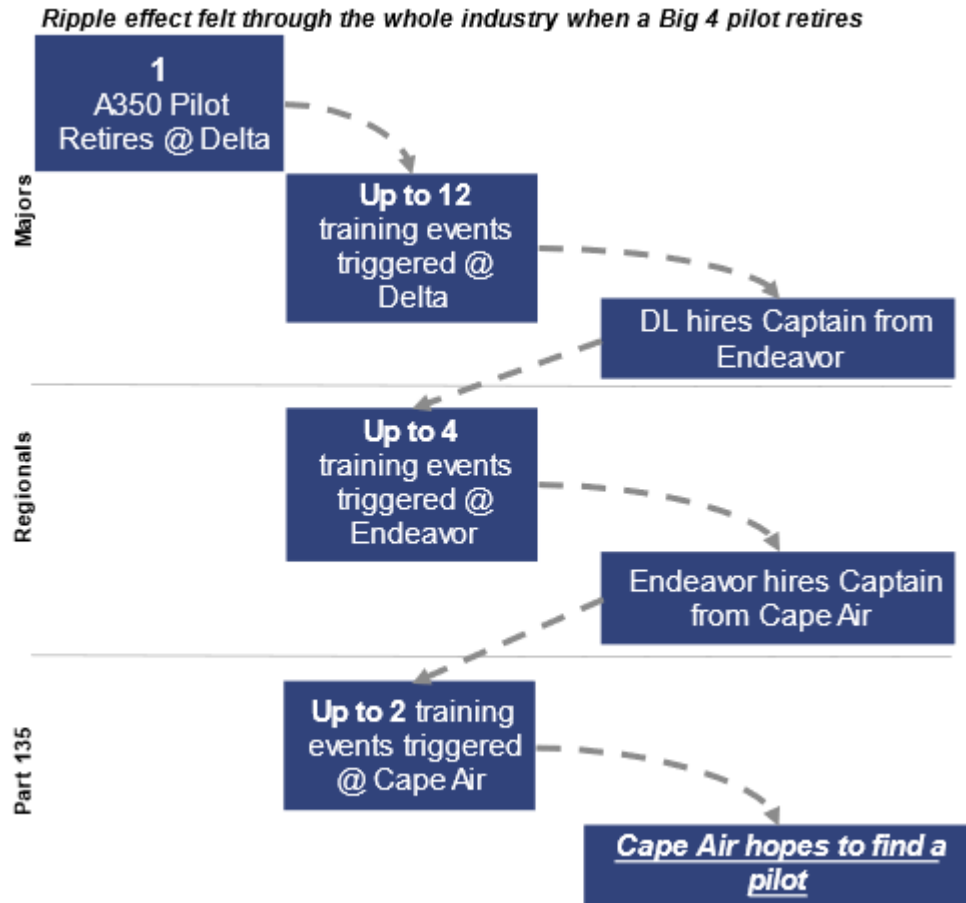 Ripple effect felt through the whole industry when a Big 4 pilot retires
Majors
1
A350 Pilot
Retires @ Delta
Up to 12
training events
triggered @
Delta
DL hires Captain from
Endeavor
Regionals
Up to 4
training events
triggered @
Endeavor
Endeavor hires Captain
from Cape Air
Part 135
Up to 2 training
events triggered
@ Cape Air
Cape Air hopes to find a
pilot